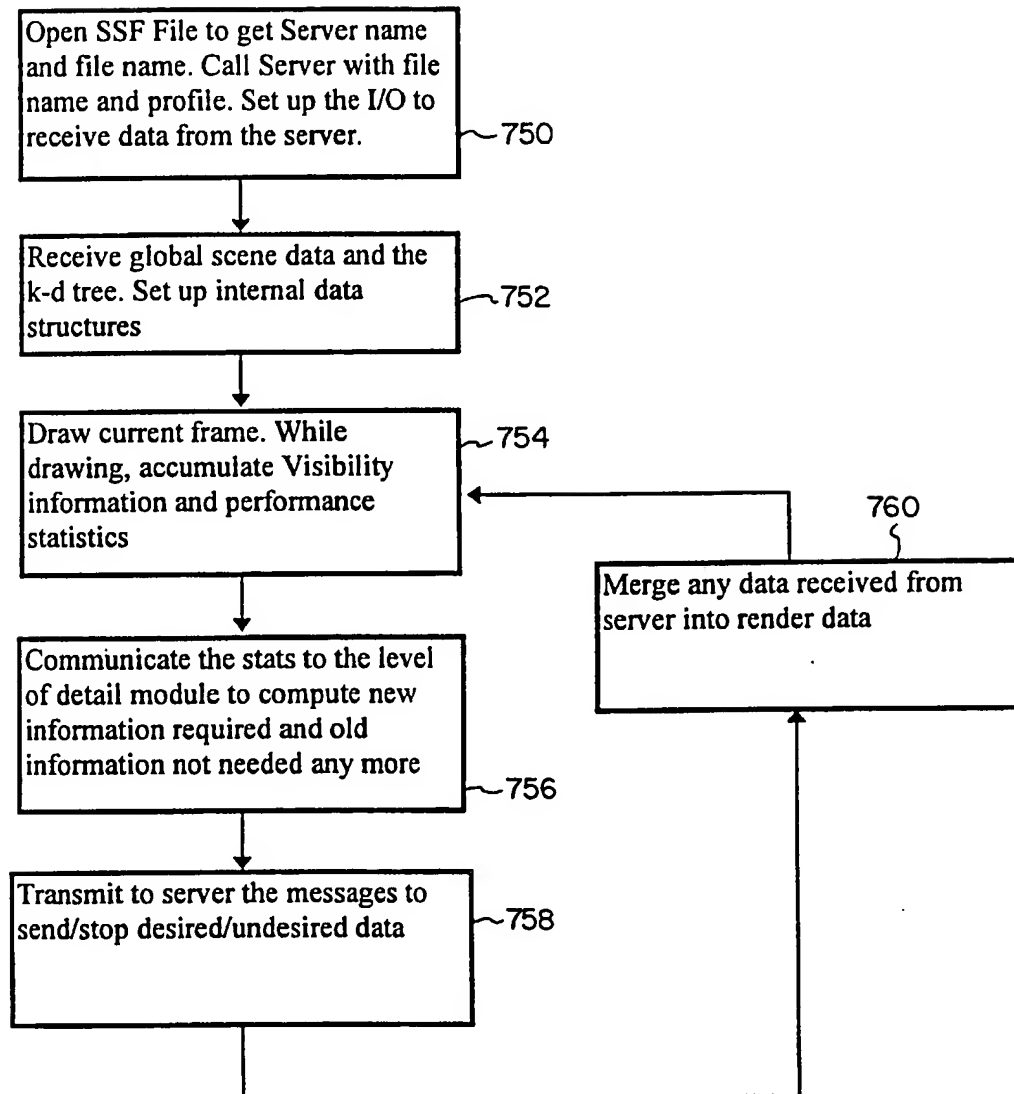 Open SSF File to get Server name
and file name. Call Server with file
name and profile. Set up the I/O to
receive data from the server.
750
Receive global scene data and the
k-d tree. Set up internal data
structures
752
Draw current frame. While
drawing, accumulate Visibility
information and performance
statistics
754
760
Merge any data received from
server into render data
Communicate the stats to the level
of detail module to compute new
information required and old
information not needed any more
756
Transmit to server the messages to
send/stop desired/undesired data
758